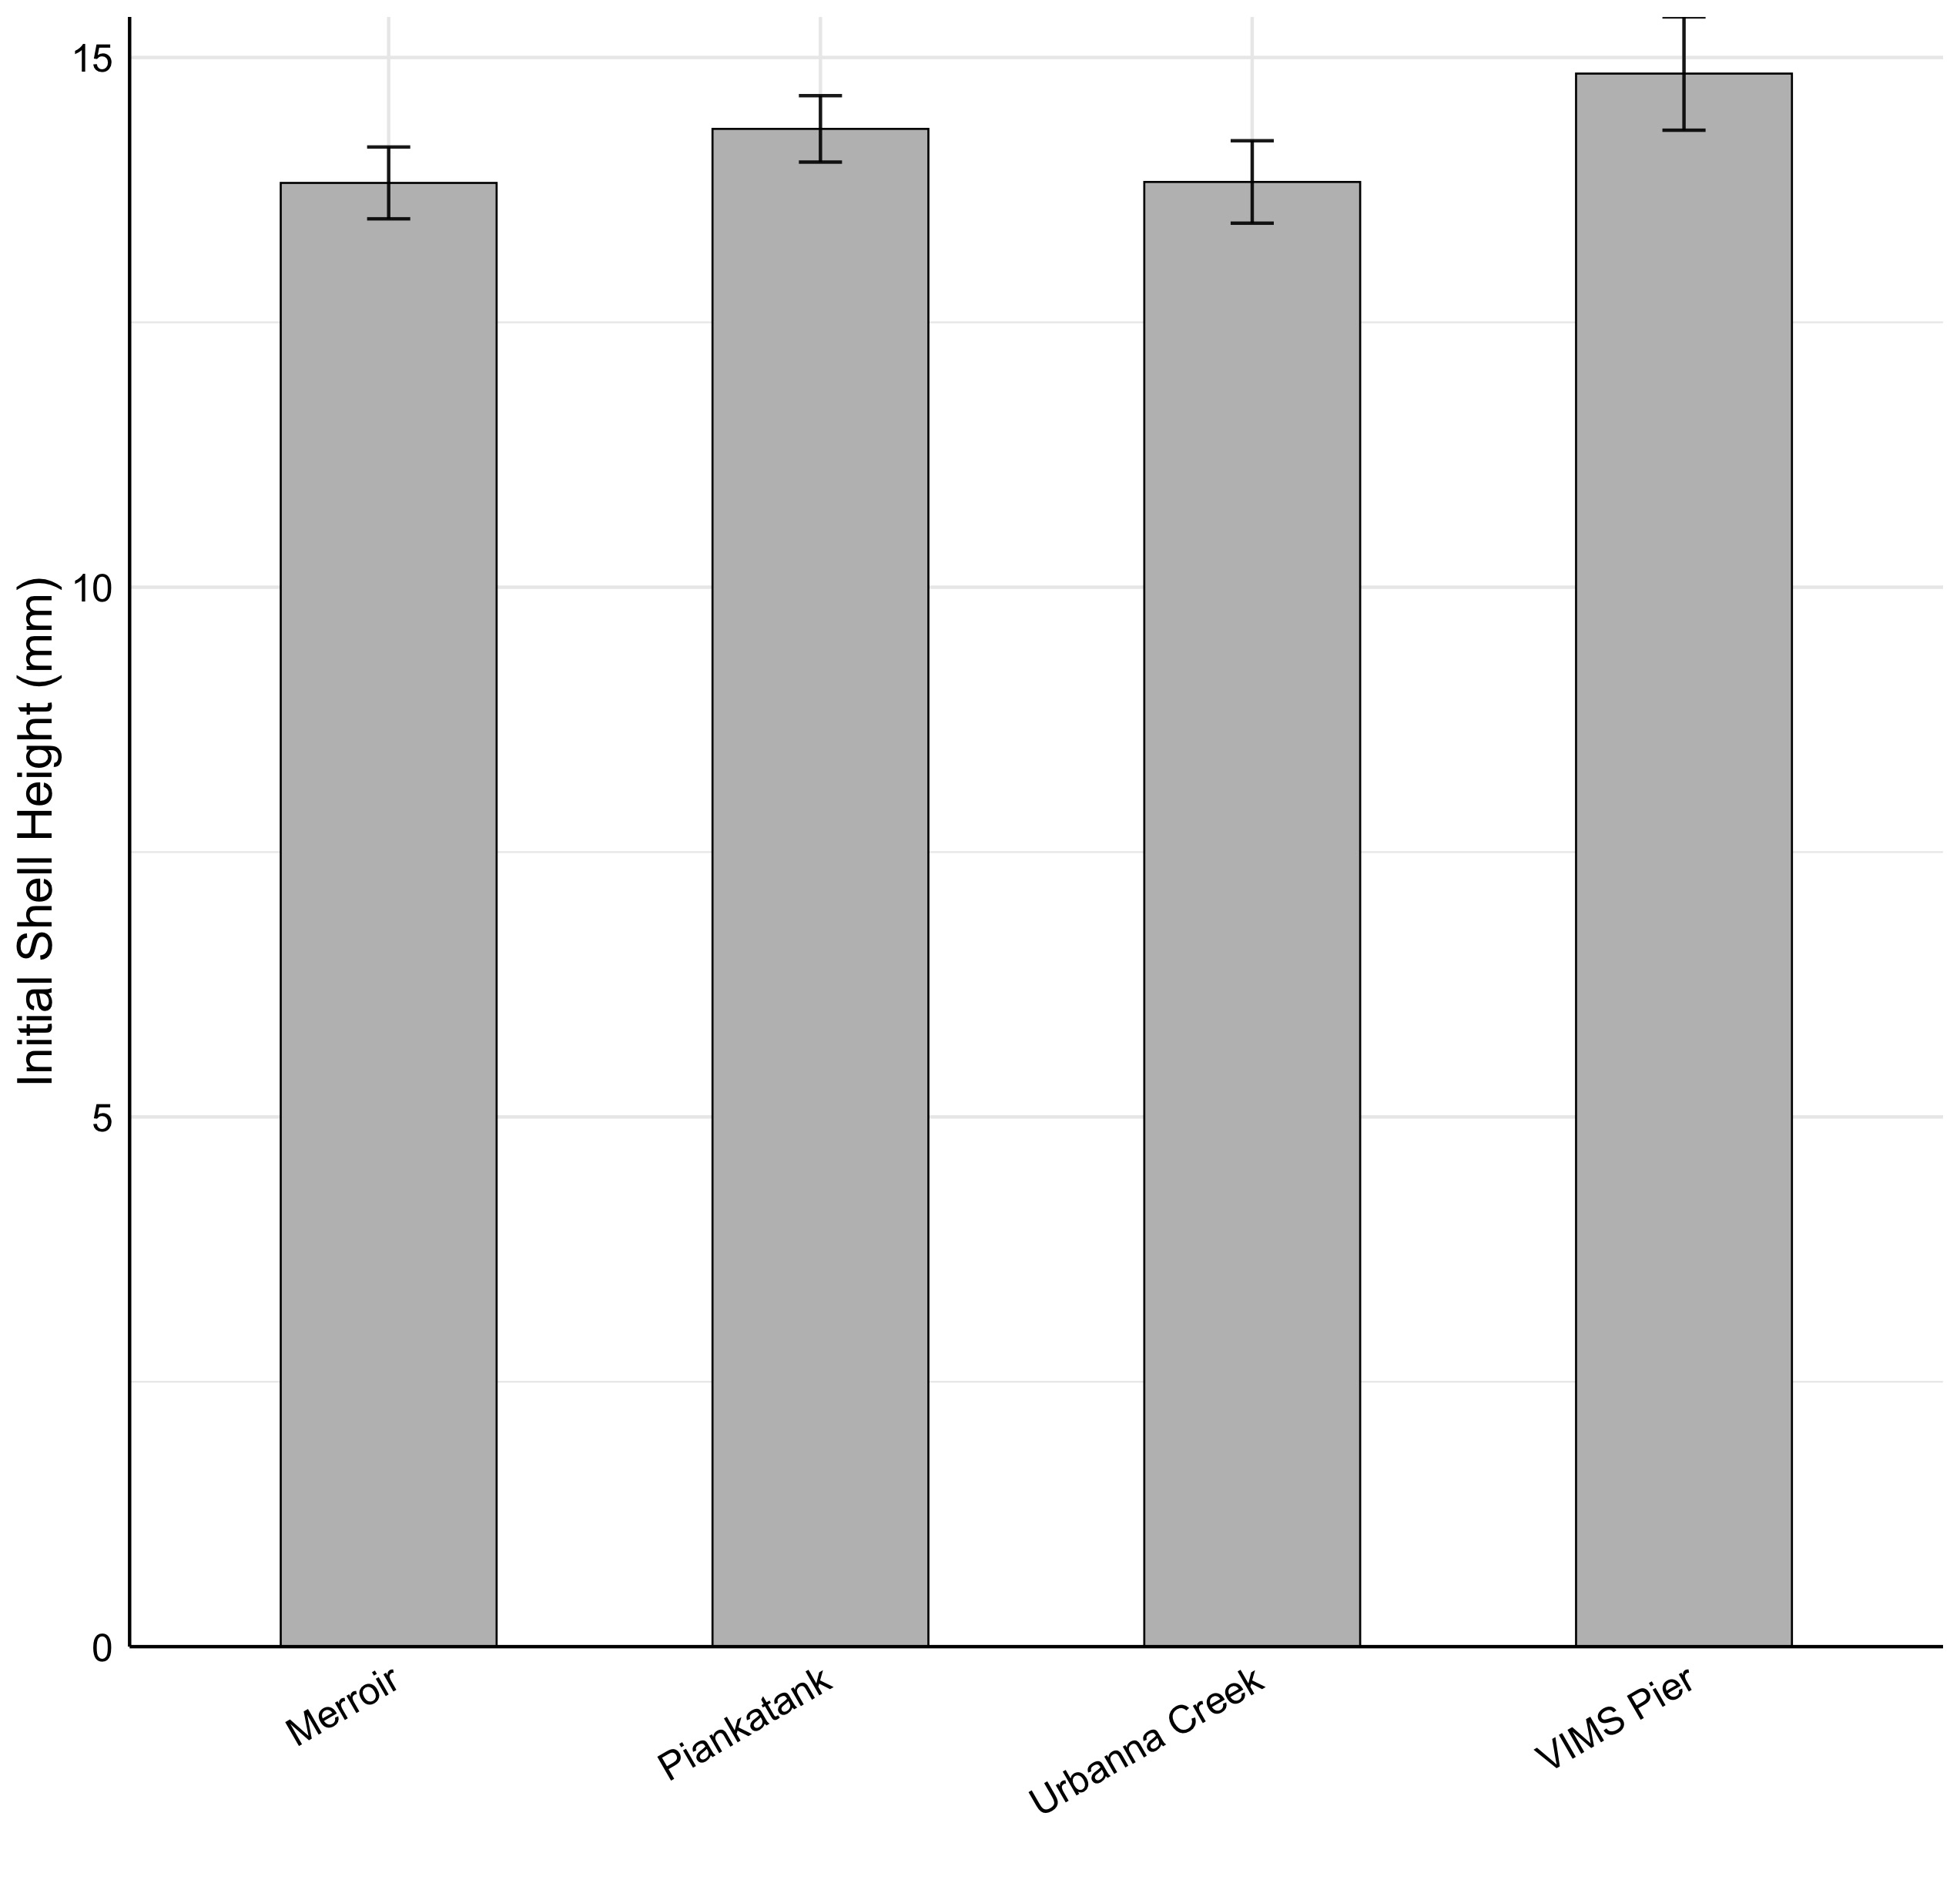 Initial Shell Height (mm)
15
10
5
0
Merroir
Piankatank
Urbanna Creek
VIMS Pier